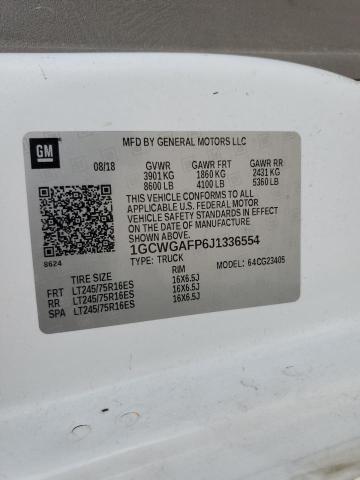 GM
MFD BY GENERAL MOTORS LLC
08/18 GVWR GAWR FRT GAWR RR
3901 KG 1860 KG 2431 KG
8600 LB 4100 LB 5360 LB
THIS VEHICLE CONFORMS TO ALL
APPLICABLE U.S. FEDERAL MOTOR
VEHICLE SAFETY STANDARDS IN EFFECT
ON THE DATE OF MANUFACTURE SHOWN
ABOVE.
1GCWGAFP6J1336554
8624
TYPE: TRUCK MODEL: 64CG23405
TIRE SIZE RIM
FRT LT245/75R16ES 16X6.5J
RR LT245/75R16ES 16X6.5J
SPA LT245/75R16ES 16X6.5J